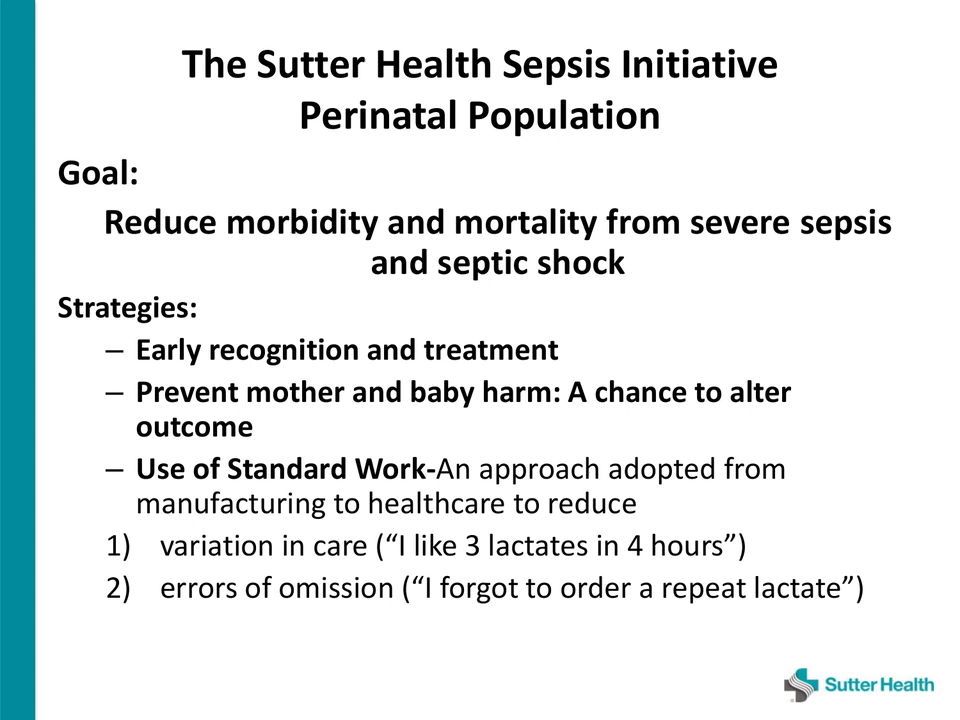 The Sutter Health Sepsis Initiative
Perinatal Population
Goal:
Reduce morbidity and mortality from severe sepsis
and septic shock
Strategies:
– Early recognition and treatment
– Prevent mother and baby harm: A chance to alter
outcome
– Use of Standard Work-An approach adopted from
manufacturing to healthcare to reduce
1) variation in care (“I like 3 lactates in 4 hours”)
2) errors of omission (“I forgot to order a repeat lactate”)
Sutter Health